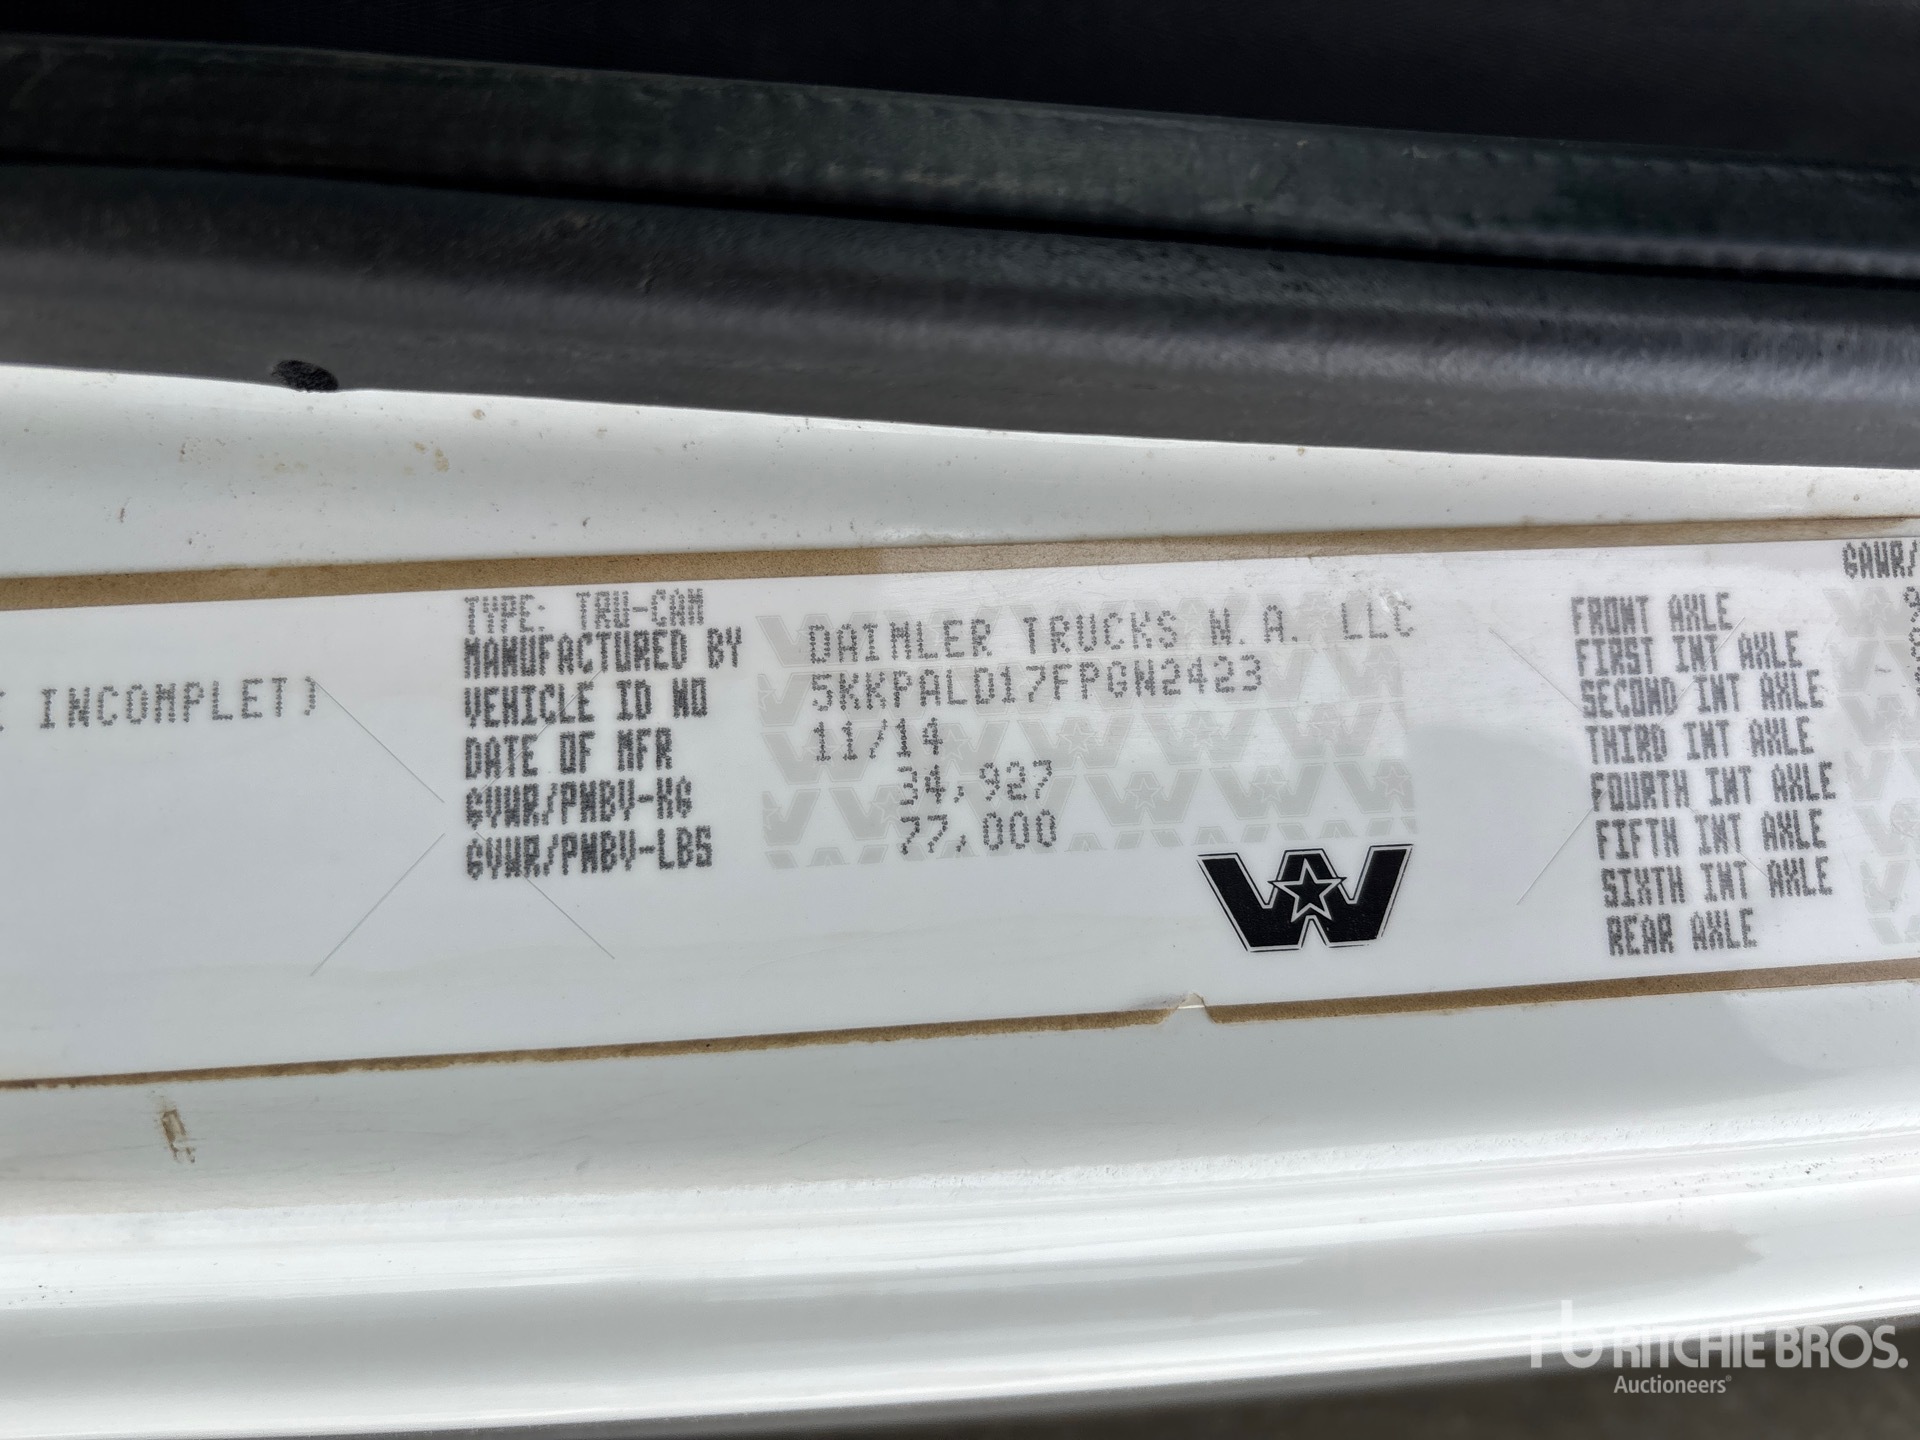 INCOMPLET)
TYPE: TRU-CAM
MANUFACTURED BY DAIMLER TRUCKS N.A. LLC
VEHICLE ID NO 5KKPALD17FPGN2423
DATE OF MFR 11/14
GVWR/PNBV-KG 34,927
GVWR/PNBV-LBS 77,000
GAWR/
FRONT AXLE
FIRST INT AXLE
SECOND INT AXLE
THIRD INT AXLE
FOURTH INT AXLE
FIFTH INT AXLE
SIXTH INT AXLE
REAR AXLE
rb RITCHIE BROS.
Auctioneers